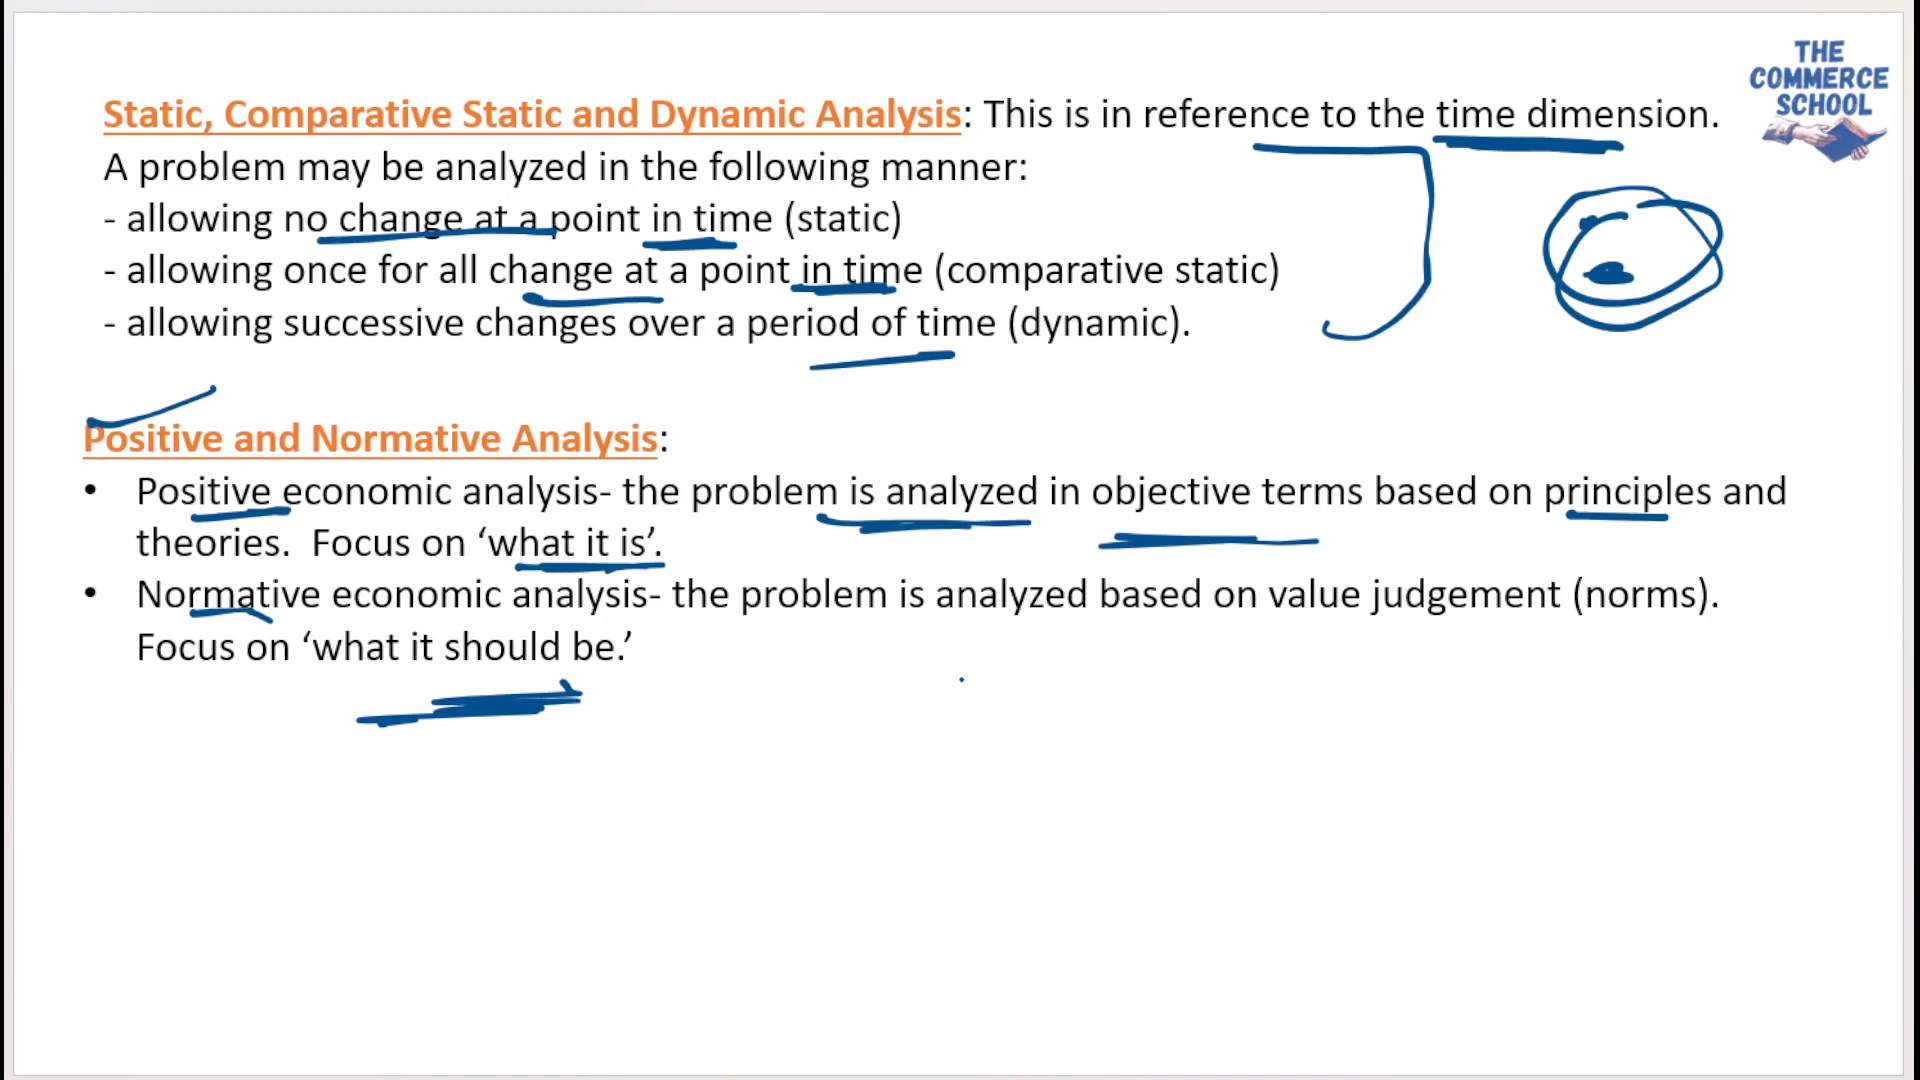 THE
COMMERCE
SCHOOL
Static, Comparative Static and Dynamic Analysis: This is in reference to the time dimension.
A problem may be analyzed in the following manner:
- allowing no change at a point in time (static)
- allowing once for all change at a point in time (comparative static)
- allowing successive changes over a period of time (dynamic).
Positive and Normative Analysis:
• Positive economic analysis- the problem is analyzed in objective terms based on principles and
theories.  Focus on ‘what it is’.
• Normative economic analysis- the problem is analyzed based on value judgement (norms).
Focus on ‘what it should be.’